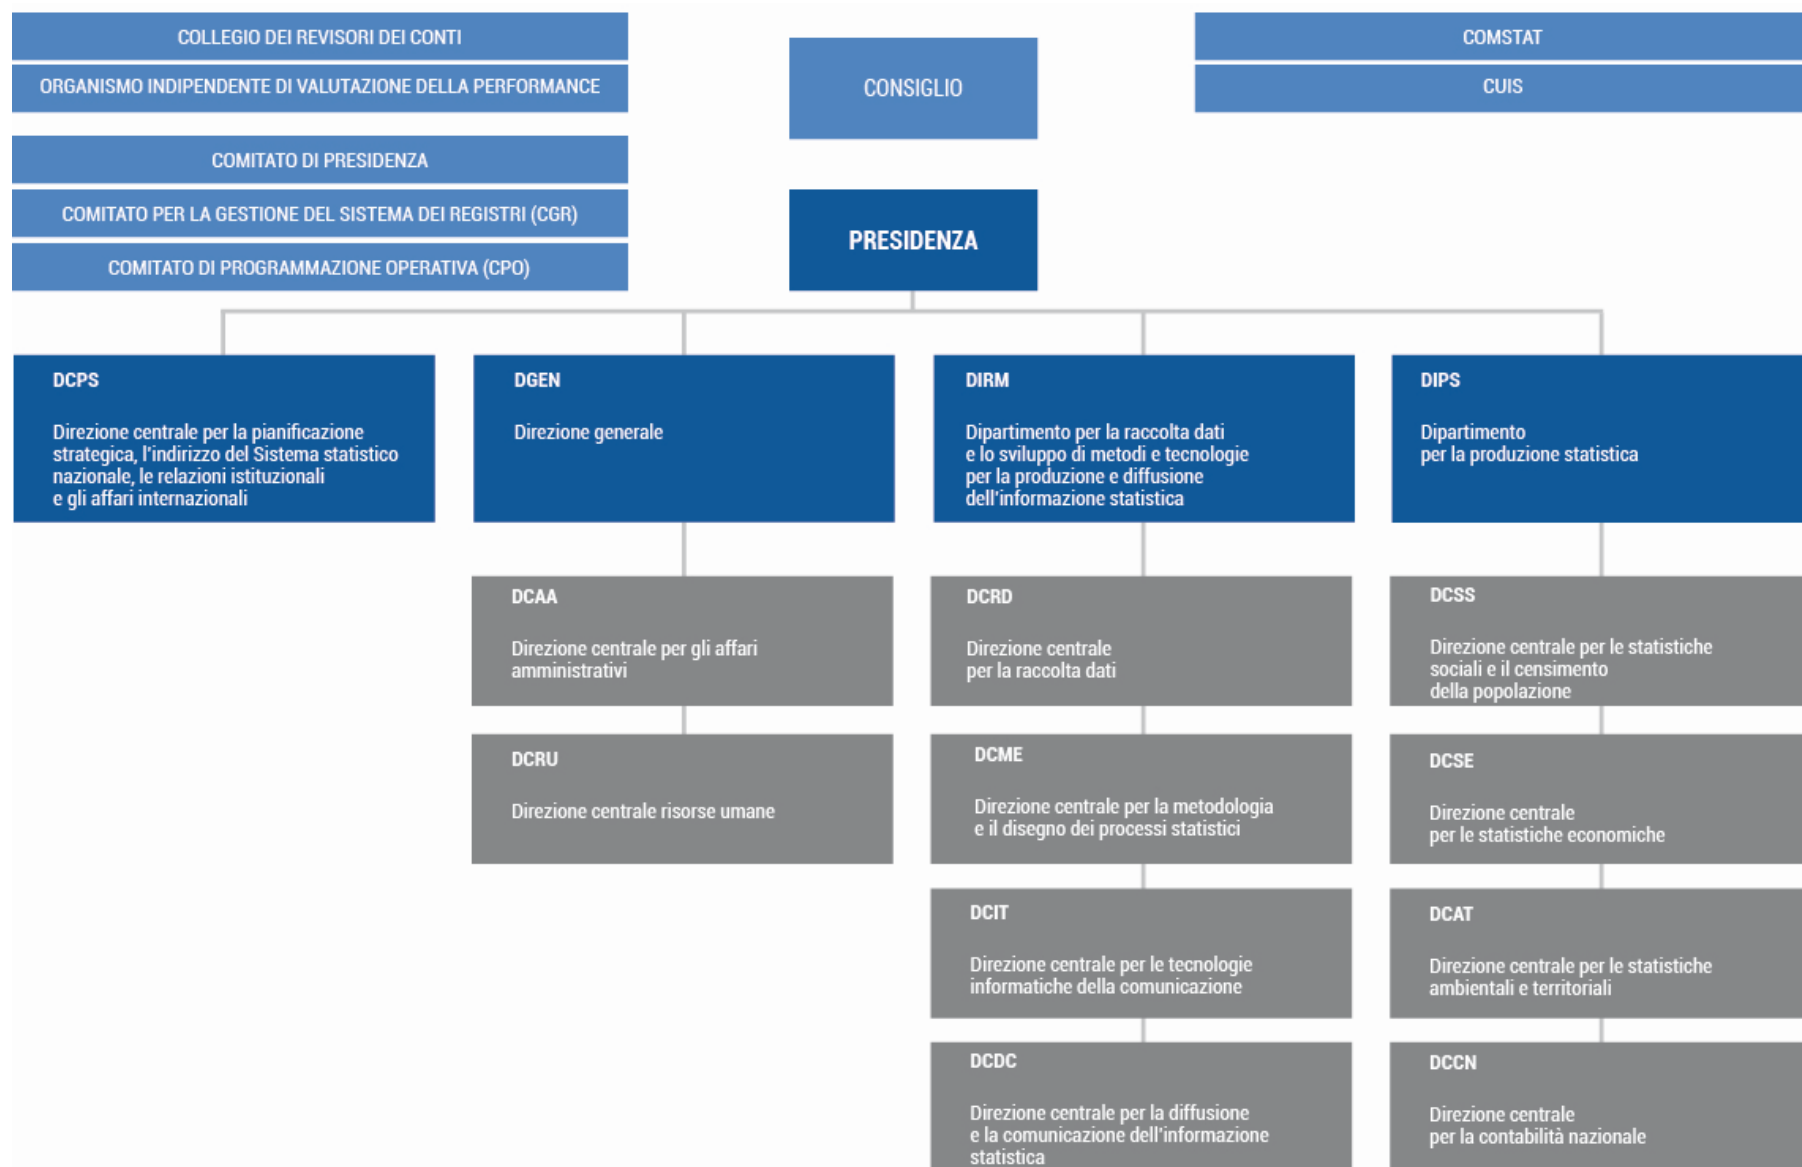 COLLEGIO DEI REVISORI DEI CONTI
ORGANISMO INDIPENDENTE DI VALUTAZIONE DELLA PERFORMANCE
CONSIGLIO
COMSTAT
CUIS
COMITATO DI PRESIDENZA
COMITATO PER LA GESTIONE DEL SISTEMA DEI REGISTRI (CGR)
COMITATO DI PROGRAMMAZIONE OPERATIVA (CPO)
PRESIDENZA
DCPS
Direzione centrale per la pianificazione
strategica, l'indirizzo del Sistema statistico
nazionale, le relazioni istituzionali
e gli affari internazionali
DGEN
Direzione generale
DIRM
Dipartimento per la raccolta dati
e lo sviluppo di metodi e tecnologie
per la produzione e diffusione
dell'informazione statistica
DIPS
Dipartimento
per la produzione statistica
DCAA
Direzione centrale per gli affari
amministrativi
DCRD
Direzione centrale
per la raccolta dati
DCSS
Direzione centrale per le statistiche
sociali e il censimento
della popolazione
DCRU
Direzione centrale risorse umane
DCME
Direzione centrale per la metodologia
e il disegno dei processi statistici
DCSE
Direzione centrale
per le statistiche economiche
DCIT
Direzione centrale per le tecnologie
informatiche della comunicazione
DCAT
Direzione centrale per le statistiche
ambientali e territoriali
DCDC
Direzione centrale per la diffusione
e la comunicazione dell'informazione
statistica
DCCN
Direzione centrale
per la contabilità nazionale